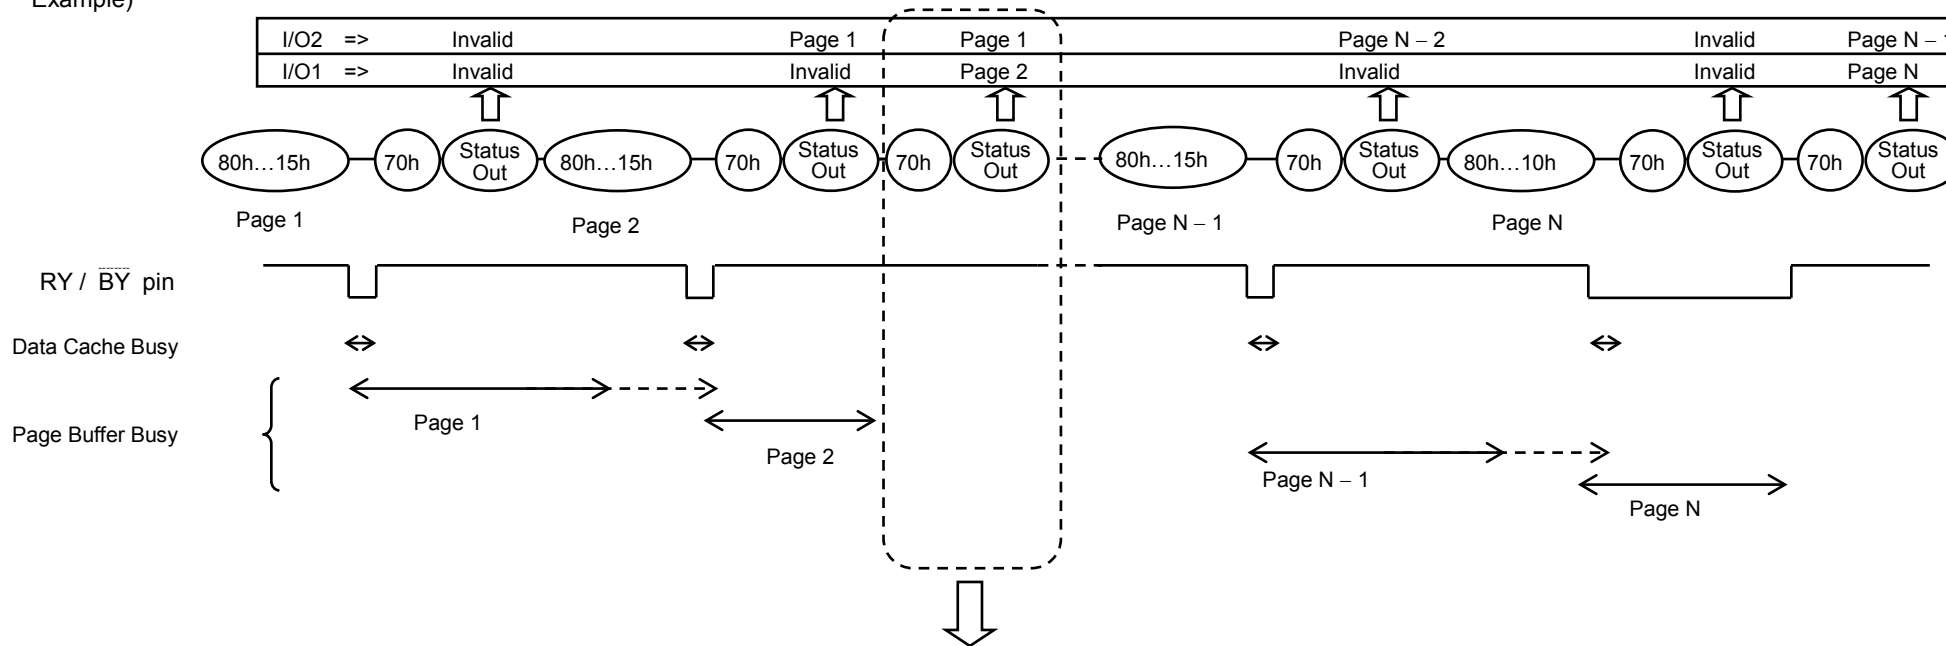 Example)
I/O2 => Invalid Page 1 Page 1 Page N – 2 Invalid Page N – 1
I/O1 => Invalid Invalid Page 2 Invalid Invalid Page N
80h…15h 70h Status Out 80h…15h 70h Status Out 70h Status Out 80h…15h 70h Status Out 80h…10h 70h Status Out 70h Status Out
Page 1 Page 2 Page N – 1 Page N
RY / BY pin
Data Cache Busy
Page 1
Page Buffer Busy
Page 2
Page N – 1
Page N